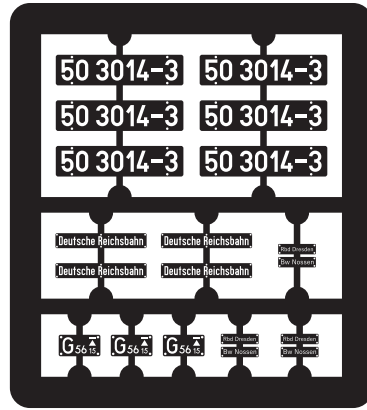 50 3014-3 50 3014-3
50 3014-3 50 3014-3
50 3014-3 50 3014-3
Deutsche Reichsbahn Deutsche Reichsbahn Rbd Dresden
Deutsche Reichsbahn Deutsche Reichsbahn Bw Nossen
G 56 15 G 56 15 G 56 15 Rbd Dresden Rbd Dresden
Bw Nossen Bw Nossen